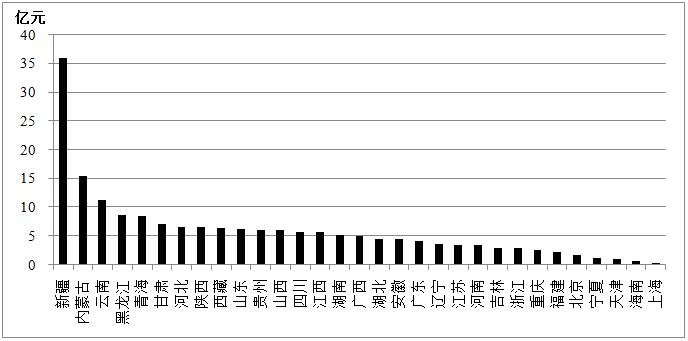 亿元
40
35
30
25
20
15
10
5
0
新疆
内蒙古
云南
黑龙江
青海
甘肃
河北
陕西
西藏
山东
贵州
山西
四川
江西
湖南
广西
湖北
安徽
广东
辽宁
江苏
河南
吉林
浙江
重庆
福建
北京
宁夏
天津
海南
上海